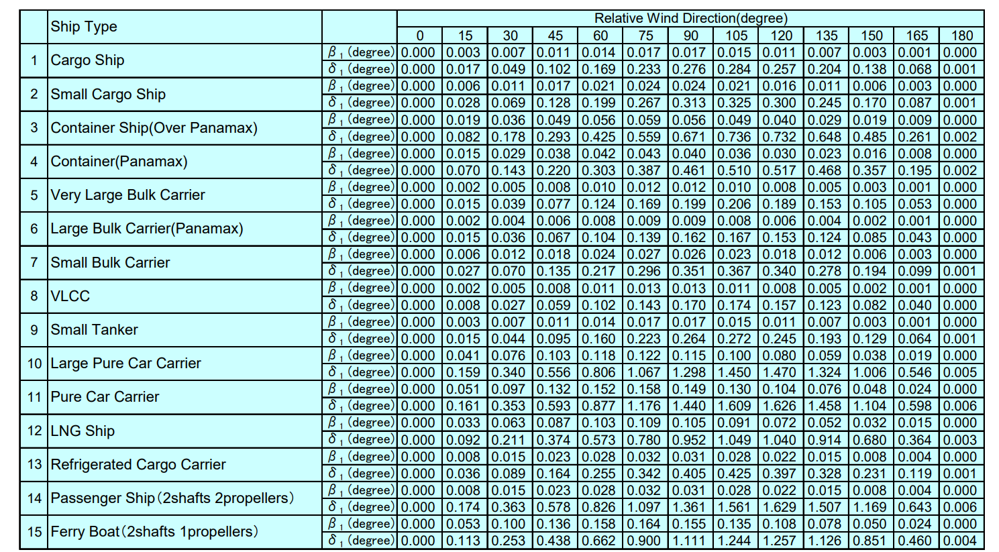 Ship Type Relative Wind Direction(degree)
0 15 30 45 60 75 90 105 120 135 150 165 180
1 Cargo Ship β1(degree) 0.000 0.003 0.007 0.011 0.014 0.017 0.017 0.015 0.011 0.007 0.003 0.001 0.000
δ1(degree) 0.000 0.017 0.049 0.102 0.169 0.233 0.276 0.284 0.257 0.204 0.138 0.068 0.001
2 Small Cargo Ship β1(degree) 0.000 0.006 0.011 0.017 0.021 0.024 0.024 0.021 0.016 0.011 0.006 0.003 0.000
δ1(degree) 0.000 0.028 0.069 0.128 0.199 0.267 0.313 0.325 0.300 0.245 0.170 0.087 0.001
3 Container Ship(Over Panamax) β1(degree) 0.000 0.019 0.036 0.049 0.056 0.059 0.056 0.049 0.040 0.029 0.019 0.009 0.000
δ1(degree) 0.000 0.082 0.178 0.293 0.425 0.559 0.671 0.736 0.732 0.648 0.485 0.261 0.002
4 Container(Panamax) β1(degree) 0.000 0.015 0.029 0.038 0.042 0.043 0.040 0.036 0.030 0.023 0.016 0.008 0.000
δ1(degree) 0.000 0.070 0.143 0.220 0.303 0.387 0.461 0.510 0.517 0.468 0.357 0.195 0.002
5 Very Large Bulk Carrier β1(degree) 0.000 0.002 0.005 0.008 0.010 0.012 0.012 0.010 0.008 0.005 0.003 0.001 0.000
δ1(degree) 0.000 0.015 0.039 0.077 0.124 0.169 0.199 0.206 0.189 0.153 0.105 0.053 0.000
6 Large Bulk Carrier(Panamax) β1(degree) 0.000 0.002 0.004 0.006 0.008 0.009 0.009 0.008 0.006 0.004 0.002 0.001 0.000
δ1(degree) 0.000 0.015 0.036 0.067 0.104 0.139 0.162 0.167 0.153 0.124 0.085 0.043 0.000
7 Small Bulk Carrier β1(degree) 0.000 0.006 0.012 0.018 0.024 0.027 0.026 0.023 0.018 0.012 0.006 0.003 0.000
δ1(degree) 0.000 0.027 0.070 0.135 0.217 0.296 0.351 0.367 0.340 0.278 0.194 0.099 0.001
8 VLCC β1(degree) 0.000 0.002 0.005 0.008 0.011 0.013 0.013 0.011 0.008 0.005 0.002 0.001 0.000
δ1(degree) 0.000 0.008 0.027 0.059 0.102 0.143 0.170 0.174 0.157 0.123 0.082 0.040 0.000
9 Small Tanker β1(degree) 0.000 0.003 0.007 0.011 0.014 0.017 0.017 0.015 0.011 0.007 0.003 0.001 0.000
δ1(degree) 0.000 0.015 0.044 0.095 0.160 0.223 0.264 0.272 0.245 0.193 0.129 0.064 0.001
10 Large Pure Car Carrier β1(degree) 0.000 0.041 0.076 0.103 0.118 0.122 0.115 0.100 0.080 0.059 0.038 0.019 0.000
δ1(degree) 0.000 0.159 0.340 0.556 0.806 1.067 1.298 1.450 1.470 1.324 1.006 0.546 0.005
11 Pure Car Carrier β1(degree) 0.000 0.051 0.097 0.132 0.152 0.158 0.149 0.130 0.104 0.076 0.048 0.024 0.000
δ1(degree) 0.000 0.161 0.353 0.593 0.877 1.176 1.440 1.609 1.626 1.458 1.104 0.598 0.006
12 LNG Ship β1(degree) 0.000 0.033 0.063 0.087 0.103 0.109 0.105 0.091 0.072 0.052 0.032 0.015 0.000
δ1(degree) 0.000 0.092 0.211 0.374 0.573 0.780 0.952 1.049 1.040 0.914 0.680 0.364 0.003
13 Refrigerated Cargo Carrier β1(degree) 0.000 0.008 0.015 0.023 0.028 0.032 0.031 0.028 0.022 0.015 0.008 0.004 0.000
δ1(degree) 0.000 0.036 0.089 0.164 0.255 0.342 0.405 0.425 0.397 0.328 0.231 0.119 0.001
14 Passenger Ship(2shafts 2propellers) β1(degree) 0.000 0.008 0.015 0.023 0.028 0.032 0.031 0.028 0.022 0.015 0.008 0.004 0.000
δ1(degree) 0.000 0.174 0.363 0.578 0.826 1.097 1.361 1.561 1.629 1.507 1.169 0.643 0.006
15 Ferry Boat(2shafts 1propellers) β1(degree) 0.000 0.053 0.100 0.136 0.158 0.164 0.155 0.135 0.108 0.078 0.050 0.024 0.000
δ1(degree) 0.000 0.113 0.253 0.438 0.662 0.900 1.111 1.244 1.257 1.126 0.851 0.460 0.004